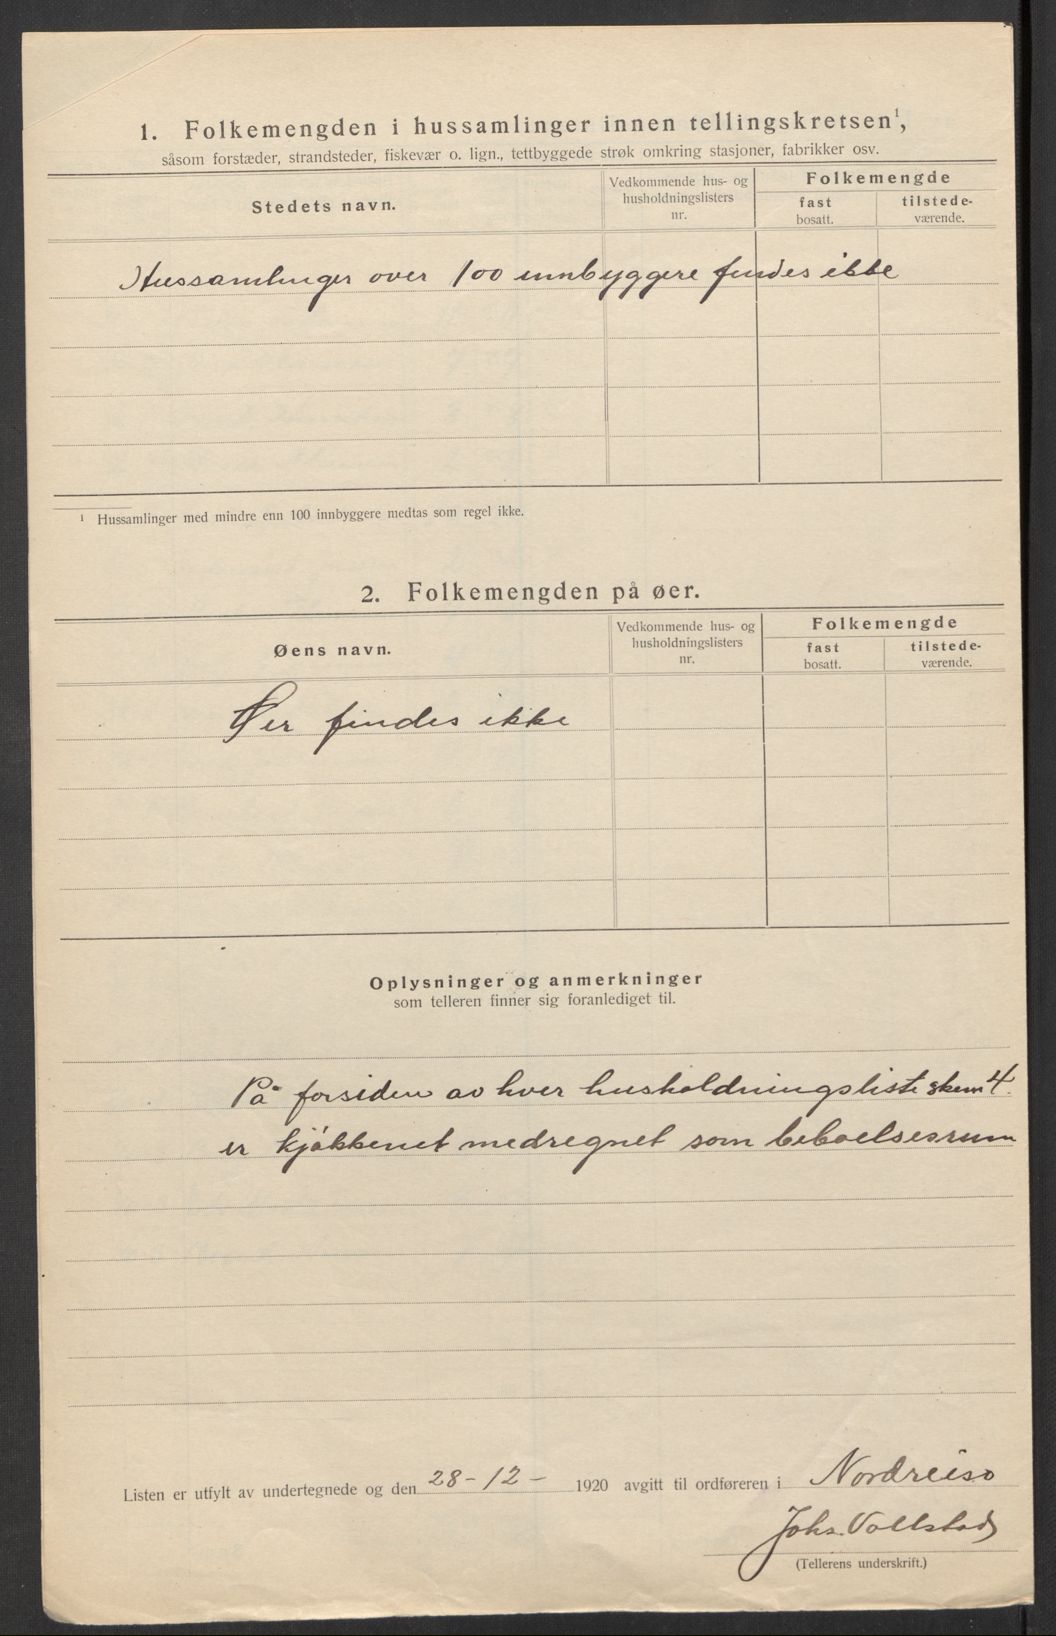 1. Folkemengden i hussamlinger innen tellingskretsen¹,
såsom forstæder, strandsteder, fiskevær o. lign., tettbyggede strøk omkring stasjoner, fabrikker osv.
Stedets navn.
Vedkommende hus- og
husholdningslisters
nr.
Folkemengde
fast
bosatt.
tilstede-
værende.
Hussamlinger over 100 innbyggere findes ikke
¹ Hussamlinger med mindre enn 100 innbyggere medtas som regel ikke.
2. Folkemengden på øer.
Øens navn.
Vedkommende hus- og
husholdningslisters
nr.
Folkemengde
fast
bosatt.
tilstede-
værende.
Øer findes ikke
Oplysninger og anmerkninger
som telleren finner sig foranlediget til.
På forsiden av hver husholdningsliste skem 4.
er kjøkkenet medregnet som beboelsesrum
Listen er utfylt av undertegnede og den 28-12- 1920 avgitt til ordføreren i Nordreisa
Johs. Vollstad
(Tellerens underskrift.)